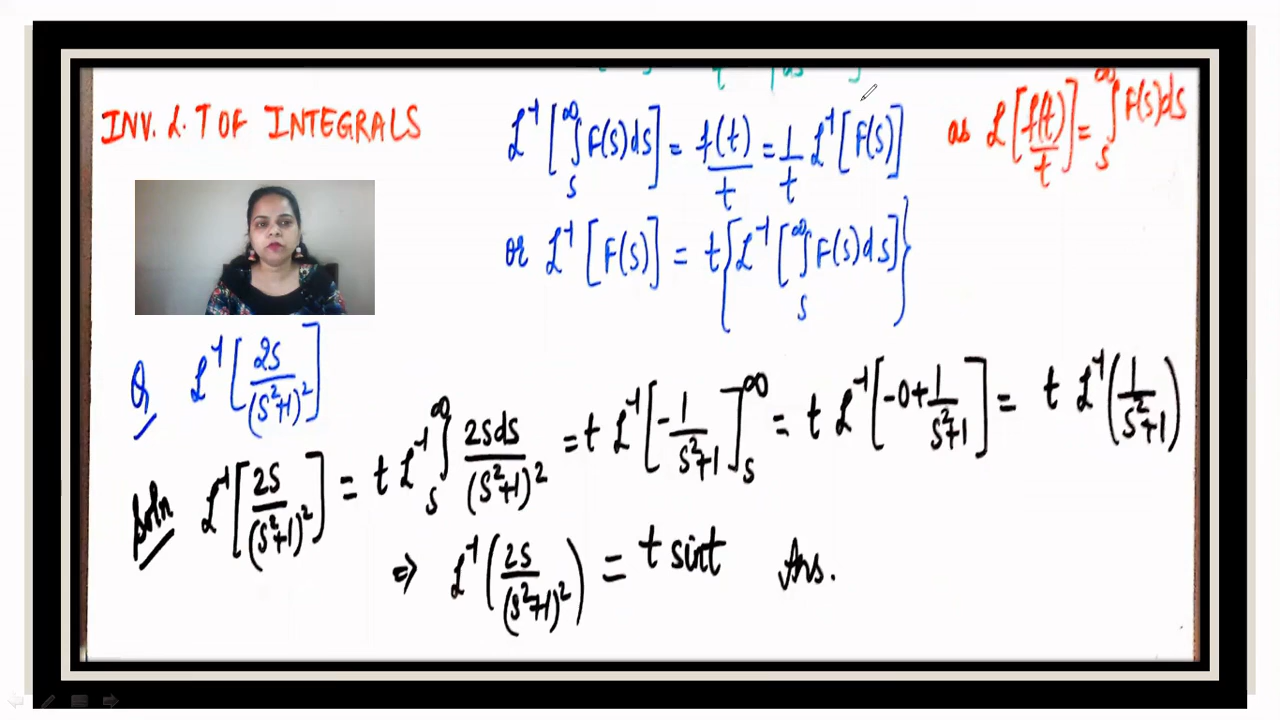 INV. L.T OF INTEGRALS
L⁻¹[∫ₛ^∞ F(s)ds] = f(t)/t = 1/t L⁻¹[F(s)]
as L[f(t)/t] = ∫ₛ^∞ F(s)ds
or L⁻¹[F(s)] = t{L⁻¹[∫ₛ^∞ F(s)ds]}
Q L⁻¹[2s/(s²+1)²]
Soln L⁻¹[2s/(s²+1)²] = t L⁻¹ ∫ₛ^∞ 2sds/(s²+1)² = t L⁻¹[-1/(s²+1)]ₛ^∞ = t L⁻¹[-0+1/(s²+1)] = t L⁻¹(1/(s²+1))
⇒ L⁻¹(2s/(s²+1)²) = t sint Ans.